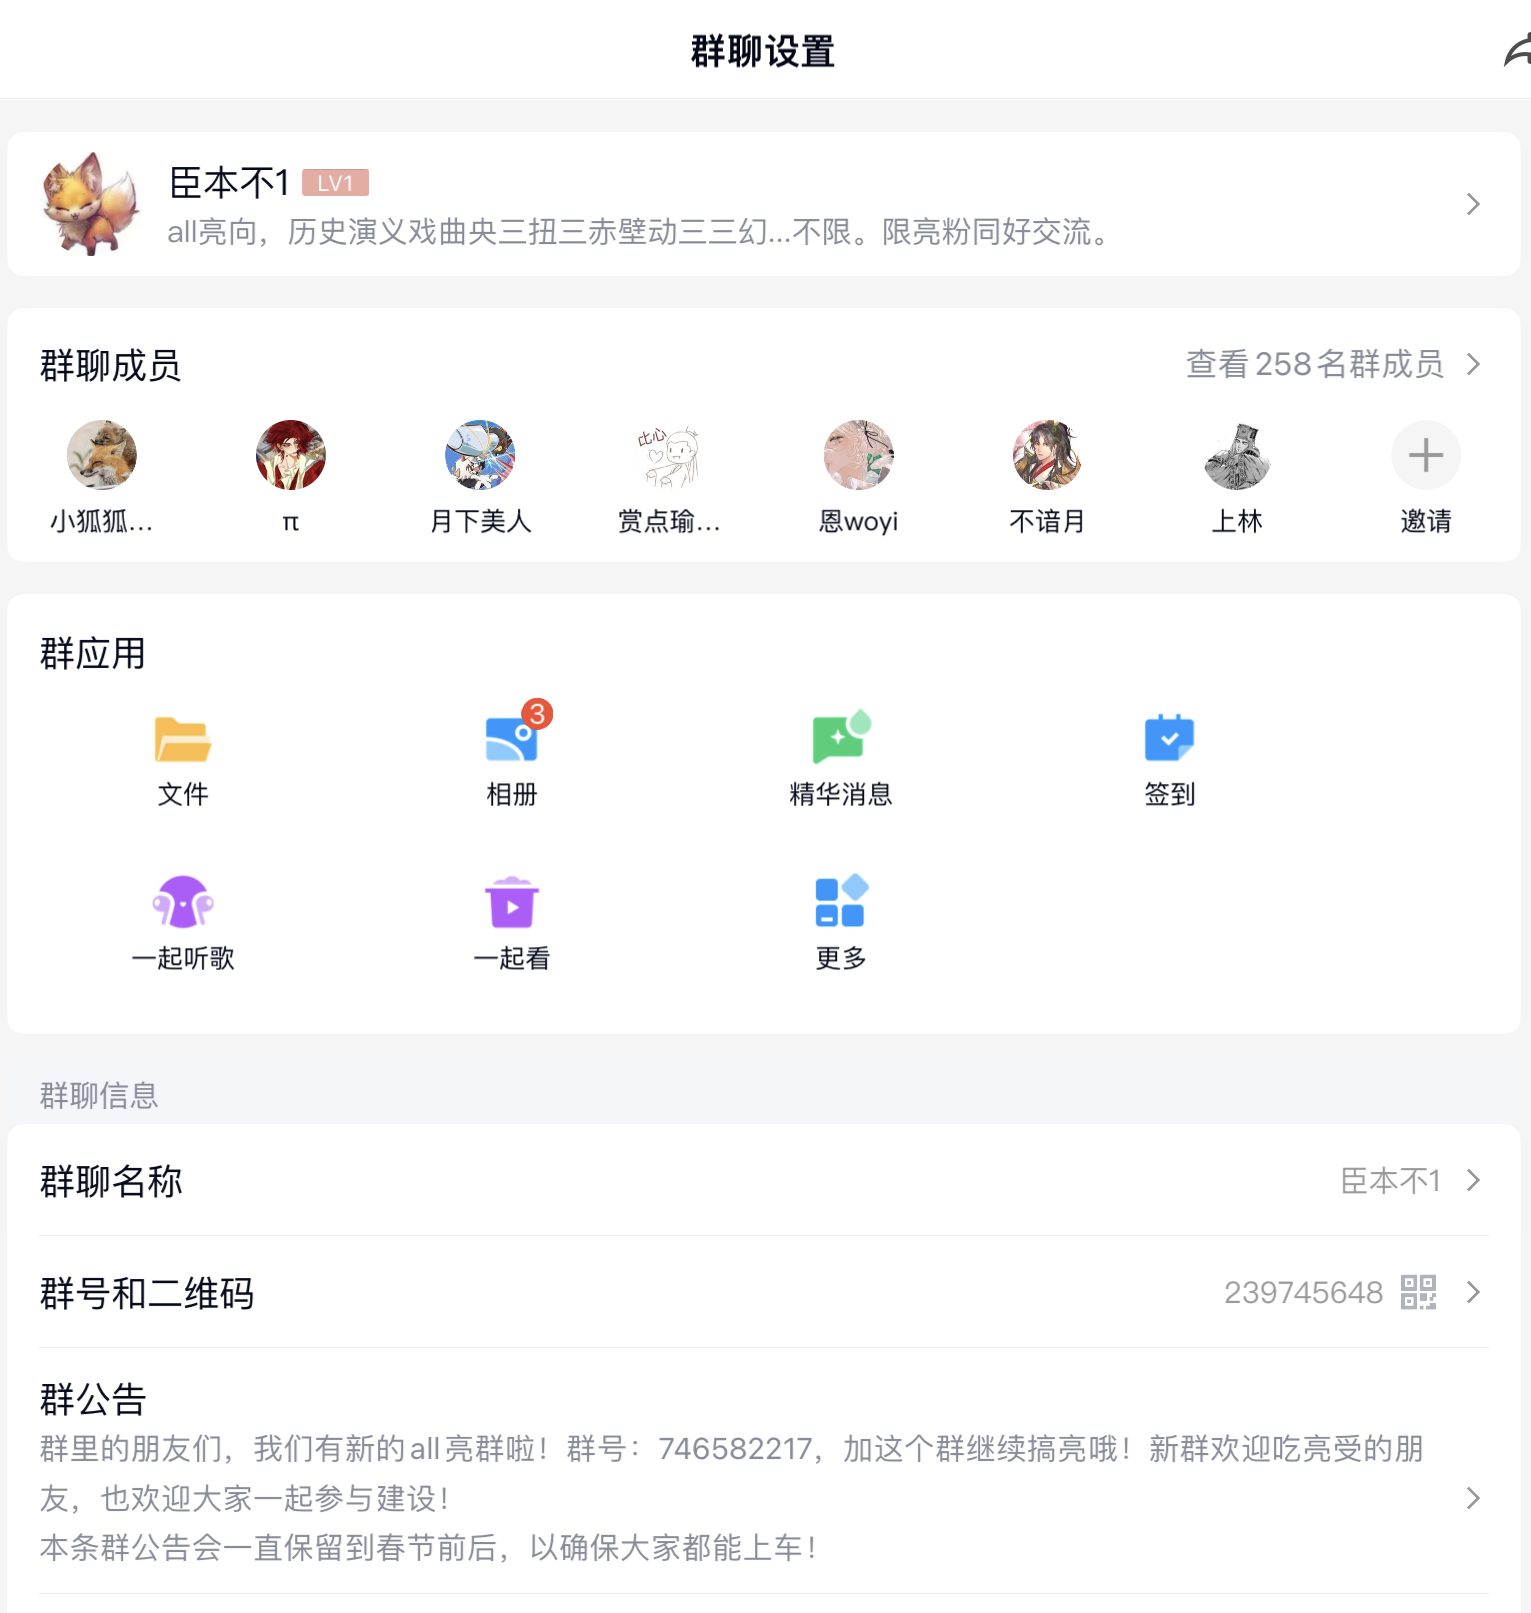 群聊设置
臣本不1 LV1
all亮向，历史演义戏曲央三扭三赤壁动三三幻...不限。限亮粉同好交流。
群聊成员 查看258名群成员
比心
小狐狐... π 月下美人 赏点瑜... 恩woyi 不谙月 上林 邀请
群应用
3
文件 相册 精华消息 签到
一起听歌 一起看 更多
群聊信息
群聊名称 臣本不1
群号和二维码 239745648
群公告
群里的朋友们，我们有新的all亮群啦！群号：746582217，加这个群继续搞亮哦！新群欢迎吃亮受的朋
友，也欢迎大家一起参与建设！
本条群公告会一直保留到春节前后，以确保大家都能上车！